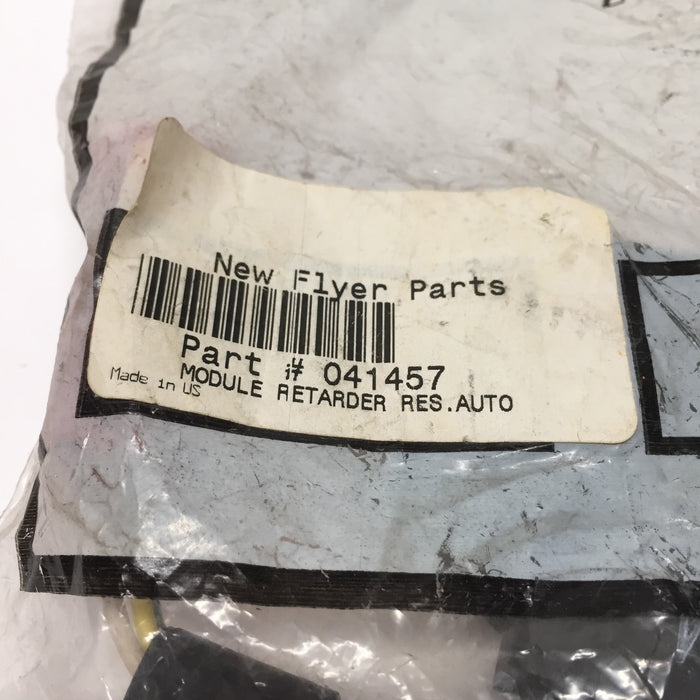 New Flyer Parts
Part # 041457
MODULE RETARDER RES.AUTO
Made in US